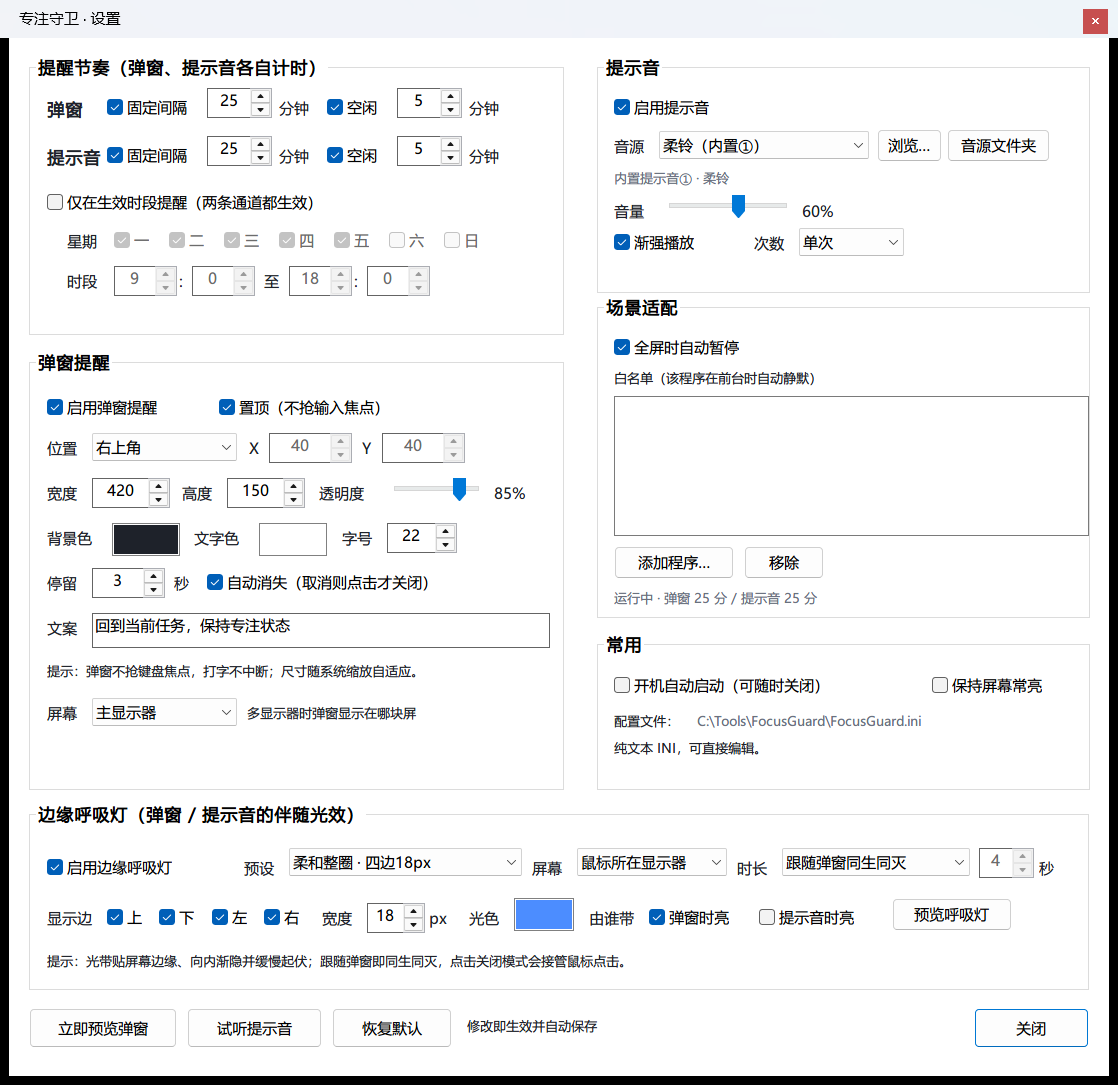 专注守卫 · 设置
提醒节奏（弹窗、提示音各自计时）
弹窗 固定间隔 25 分钟 空闲 5 分钟
提示音 固定间隔 25 分钟 空闲 5 分钟
仅在生效时段提醒（两条通道都生效）
星期 一 二 三 四 五 六 日
时段 9 : 0 至 18 : 0
弹窗提醒
启用弹窗提醒 置顶（不抢输入焦点）
位置 右上角 X 40 Y 40
宽度 420 高度 150 透明度 85%
背景色 文字色 字号 22
停留 3 秒 自动消失（取消则点击才关闭）
文案 回到当前任务，保持专注状态
提示：弹窗不抢键盘焦点，打字不中断；尺寸随系统缩放自适应。
屏幕 主显示器 多显示器时弹窗显示在哪块屏
提示音
启用提示音
音源 柔铃（内置①） 浏览... 音源文件夹
内置提示音① · 柔铃
音量 60%
渐强播放 次数 单次
场景适配
全屏时自动暂停
白名单（该程序在前台时自动静默）
添加程序... 移除
运行中 · 弹窗 25 分 / 提示音 25 分
常用
开机自动启动（可随时关闭） 保持屏幕常亮
配置文件： C:\Tools\FocusGuard\FocusGuard.ini
纯文本 INI，可直接编辑。
边缘呼吸灯（弹窗 / 提示音的伴随光效）
启用边缘呼吸灯 预设 柔和整圈 · 四边18px 屏幕 鼠标所在显示器 时长 跟随弹窗同生同灭 4 秒
显示边 上 下 左 右 宽度 18 px 光色 由谁带 弹窗时亮 提示音时亮 预览呼吸灯
提示：光带贴屏幕边缘、向内渐隐并缓慢起伏；跟随弹窗即同生同灭，点击关闭模式会接管鼠标点击。
立即预览弹窗 试听提示音 恢复默认 修改即生效并自动保存 关闭